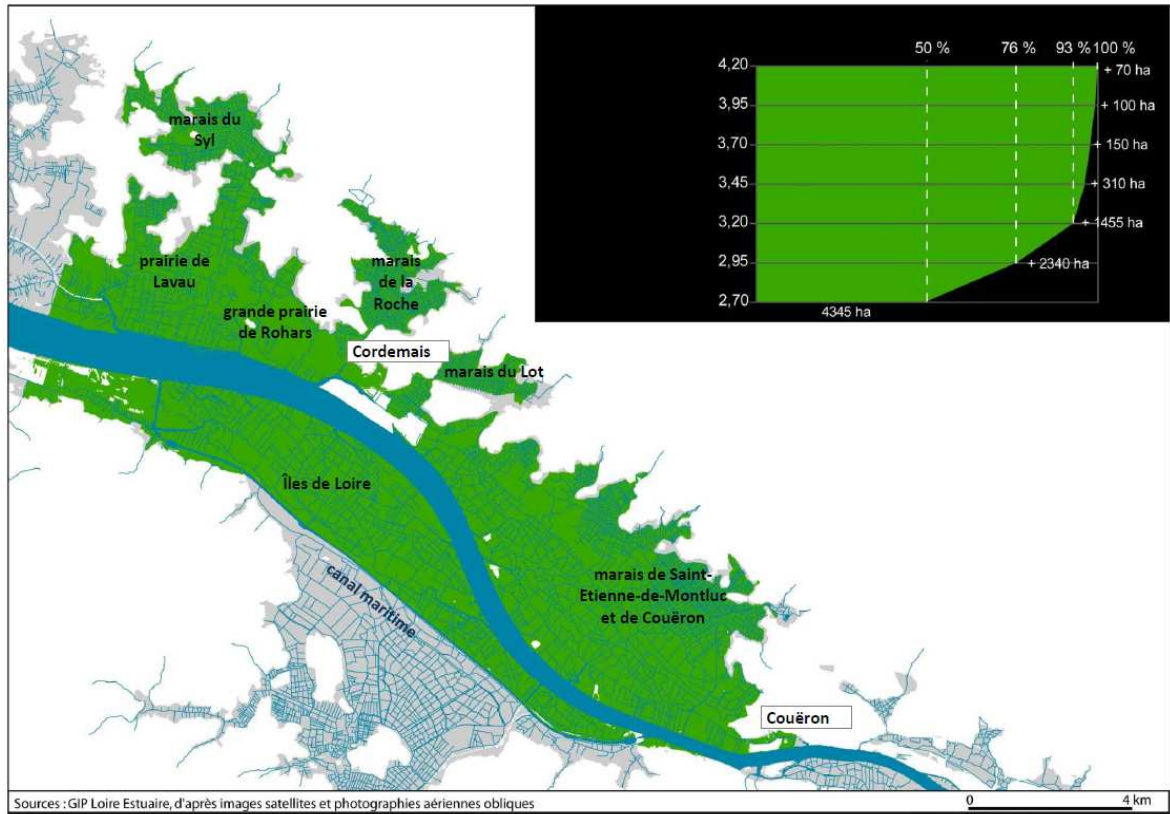 50 %
76 %
93 %
100 %
4,20
+ 70 ha
3,95
+ 100 ha
3,70
+ 150 ha
3,45
+ 310 ha
3,20
+ 1455 ha
2,95
+ 2340 ha
2,70
4345 ha
marais du
Syl
prairie de
Lavau
marais
de la
Roche
grande prairie
de Rohars
Cordemais
marais du Lot
Îles de Loire
canal maritime
marais de Saint-
Etienne-de-Montluc
et de Couëron
Couëron
Sources : GIP Loire Estuaire, d'après images satellites et photographies aériennes obliques
0
4 km